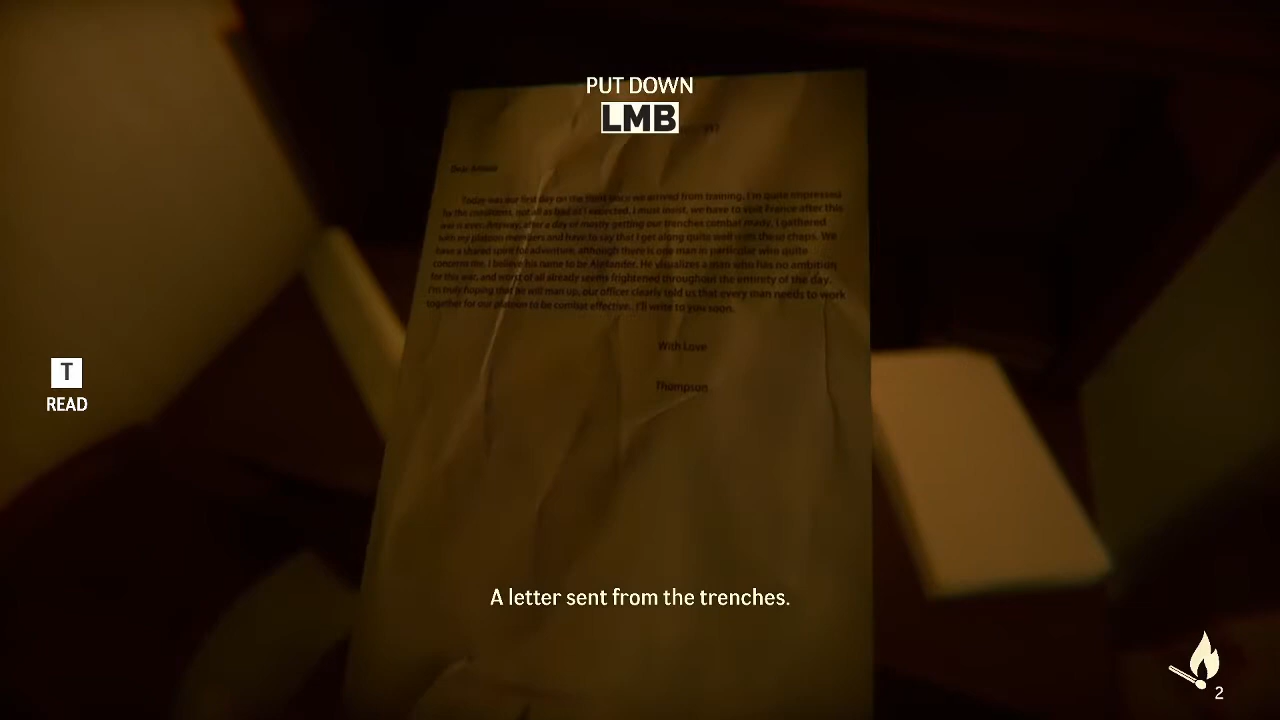 PUT DOWN
LMB
Dear
Today was our first day on the front since we arrived from training. I'm quite impressed
by the conditions, not all as bad as I expected. I must insist, we have to visit France after this
war is over. Anyway, after a day of mostly getting our trenches combat ready, I gathered
with my platoon members and have to say that I get along quite well with these chaps. We
have a shared spirit for adventure, although there is one man in particular who quite
concerns me. I believe his name to be Alexander. He visualizes a man who has no ambition
for this war, and worst of all already seems frightened throughout the entirety of the day.
I'm truly hoping that he will man up, our officer clearly told us that every man needs to work
together for our platoon to be combat effective. I'll write to you soon.
With Love
Thompson
T
READ
A letter sent from the trenches.
2